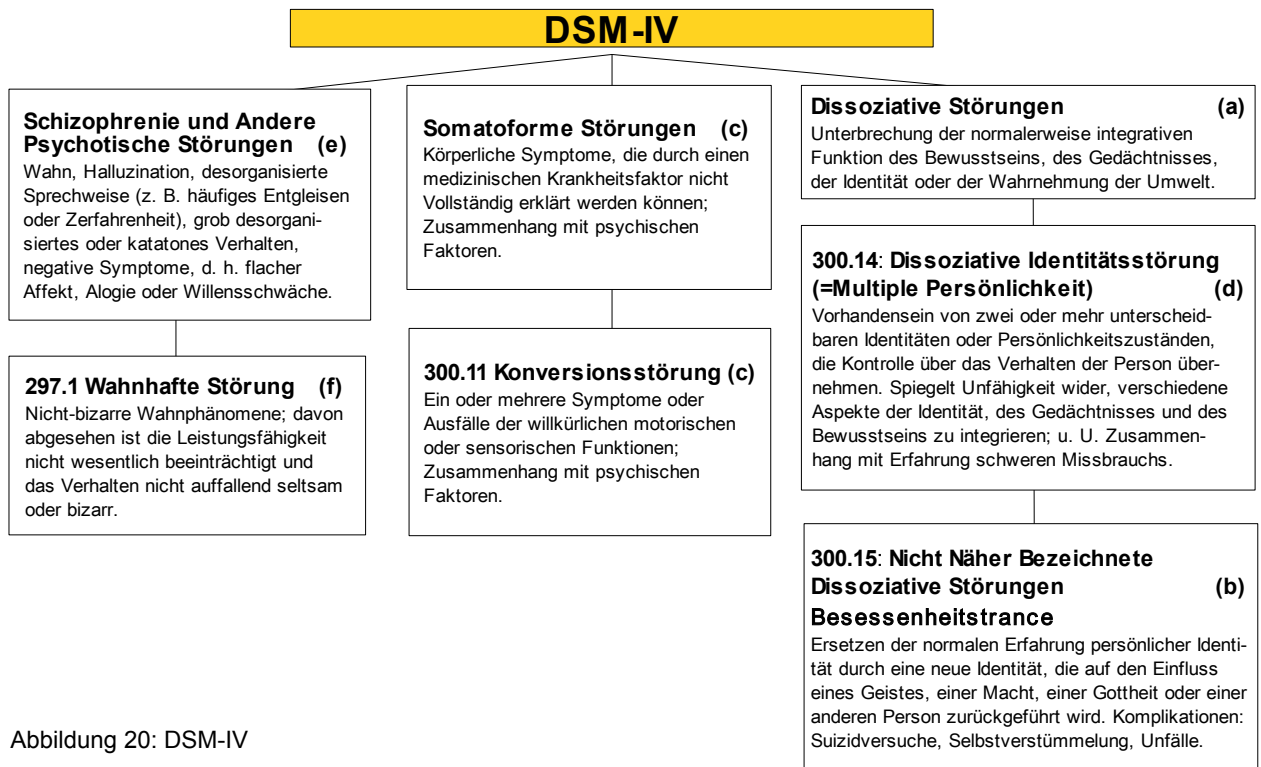 DSM-IV
Schizophrenie und Andere
Psychotische Störungen (e)
Wahn, Halluzination, desorganisierte
Sprechweise (z. B. häufiges Entgleisen
oder Zerfahrenheit), grob desorgani-
siertes oder katatones Verhalten,
negative Symptome, d. h. flacher
Affekt, Alogie oder Willensschwäche.
297.1 Wahnhafte Störung (f)
Nicht-bizarre Wahnphänomene; davon
abgesehen ist die Leistungsfähigkeit
nicht wesentlich beeinträchtigt und
das Verhalten nicht auffallend seltsam
oder bizarr.
Somatoforme Störungen (c)
Körperliche Symptome, die durch einen
medizinischen Krankheitsfaktor nicht
Vollständig erklärt werden können;
Zusammenhang mit psychischen
Faktoren.
300.11 Konversionsstörung (c)
Ein oder mehrere Symptome oder
Ausfälle der willkürlichen motorischen
oder sensorischen Funktionen;
Zusammenhang mit psychischen
Faktoren.
Dissoziative Störungen (a)
Unterbrechung der normalerweise integrativen
Funktion des Bewusstseins, des Gedächtnisses,
der Identität oder der Wahrnehmung der Umwelt.
300.14: Dissoziative Identitätsstörung
(=Multiple Persönlichkeit) (d)
Vorhandensein von zwei oder mehr unterscheid-
baren Identitäten oder Persönlichkeitszuständen,
die Kontrolle über das Verhalten der Person über-
nehmen. Spiegelt Unfähigkeit wider, verschiedene
Aspekte der Identität, des Gedächtnisses und des
Bewusstseins zu integrieren; u. U. Zusammen-
hang mit Erfahrung schweren Missbrauchs.
300.15: Nicht Näher Bezeichnete
Dissoziative Störungen (b)
Besessenheitstrance
Ersetzen der normalen Erfahrung persönlicher Identi-
tät durch eine neue Identität, die auf den Einfluss
eines Geistes, einer Macht, einer Gottheit oder einer
anderen Person zurückgeführt wird. Komplikationen:
Suizidversuche, Selbstverstümmelung, Unfälle.
Abbildung 20: DSM-IV